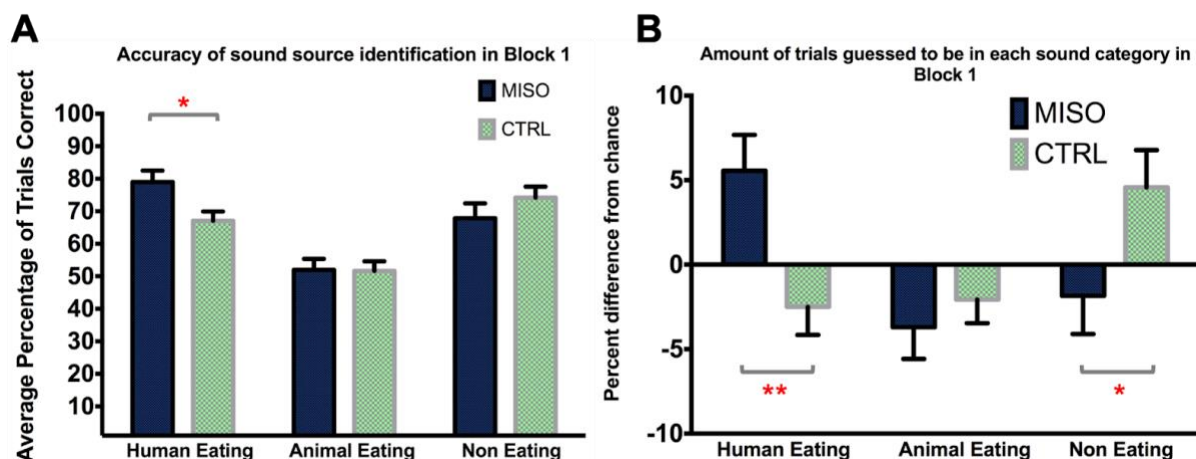 A
Accuracy of sound source identification in Block 1
MISO
CTRL
*
Average Percentage of Trials Correct
100
90
80
70
60
50
40
30
20
10
Human Eating Animal Eating Non Eating
B
Amount of trials guessed to be in each sound category in
Block 1
MISO
CTRL
Percent difference from chance
10
5
0
-5
-10
**
*
Human Eating Animal Eating Non Eating